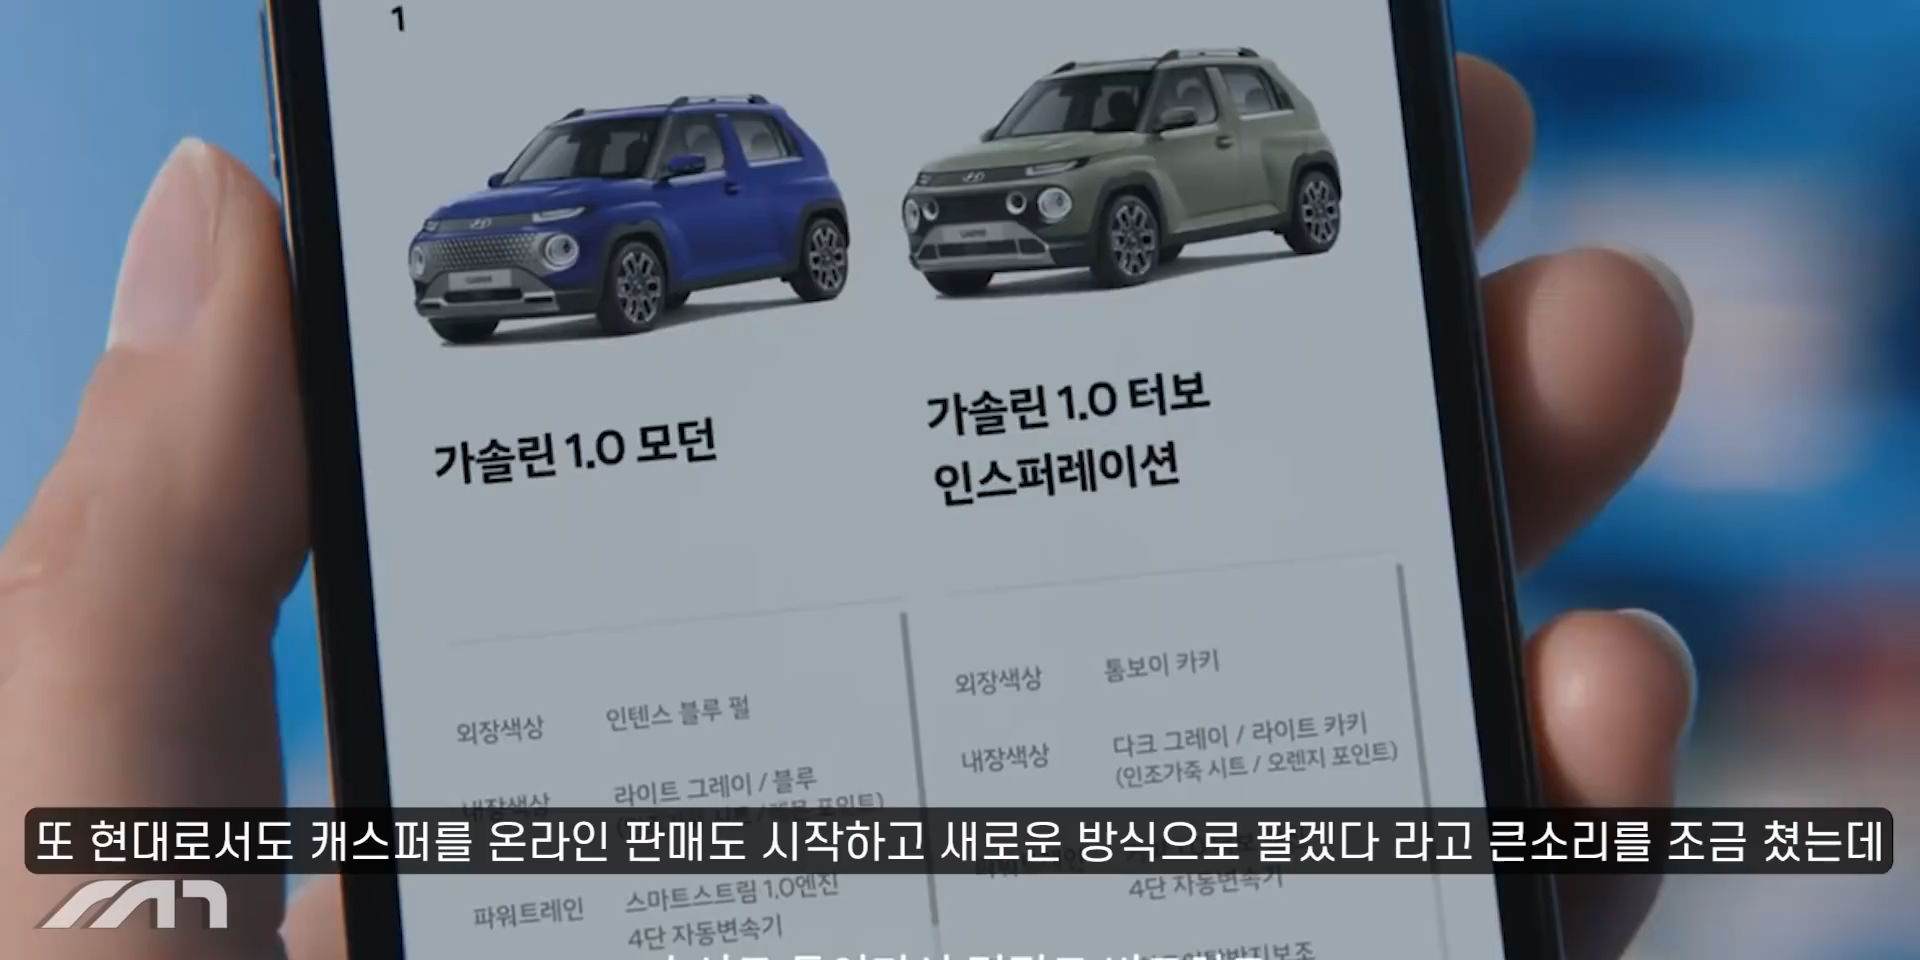 1
가솔린 1.0 모던
가솔린 1.0 터보
인스퍼레이션
외장색상 인텐스 블루 펄
내장색상 라이트 그레이 / 블루
외장색상 톰보이 카키
내장색상 다크 그레이 / 라이트 카키
(인조가죽 시트 / 오렌지 포인트)
또 현대로서도 캐스퍼를 온라인 판매도 시작하고 새로운 방식으로 팔겠다 라고 큰소리를 조금 쳤는데
파워트레인 스마트스트림 1.0엔진
4단 자동변속기
4단 자동변속기